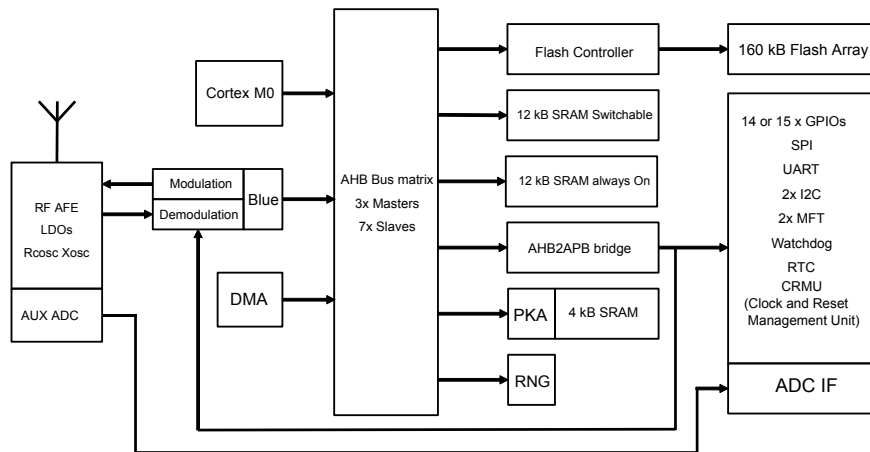 Flash Controller
160 kB Flash Array
Cortex M0
12 kB SRAM Switchable
14 or 15 x GPIOs
SPI
UART
2x I2C
2x MFT
Watchdog
RTC
CRMU
(Clock and Reset
Management Unit)
Modulation
Demodulation
Blue
AHB Bus matrix
3x Masters
7x Slaves
12 kB SRAM always On
RF AFE
LDOs
Rcosc Xosc
AHB2APB bridge
DMA
PKA
4 kB SRAM
AUX ADC
RNG
ADC IF